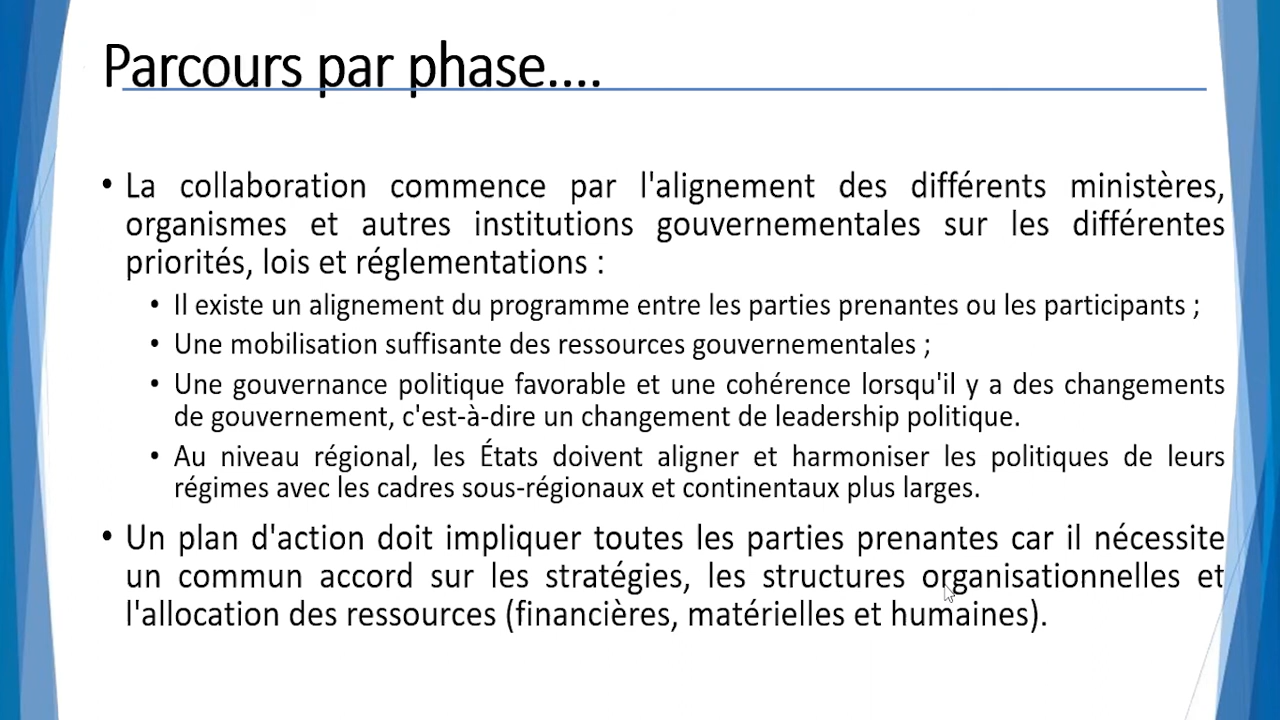 Parcours par phase....
• La collaboration commence par l'alignement des différents ministères,
organismes et autres institutions gouvernementales sur les différentes
priorités, lois et réglementations :
• Il existe un alignement du programme entre les parties prenantes ou les participants ;
• Une mobilisation suffisante des ressources gouvernementales ;
• Une gouvernance politique favorable et une cohérence lorsqu'il y a des changements
de gouvernement, c'est-à-dire un changement de leadership politique.
• Au niveau régional, les États doivent aligner et harmoniser les politiques de leurs
régimes avec les cadres sous-régionaux et continentaux plus larges.
• Un plan d'action doit impliquer toutes les parties prenantes car il nécessite
un commun accord sur les stratégies, les structures organisationnelles et
l'allocation des ressources (financières, matérielles et humaines).